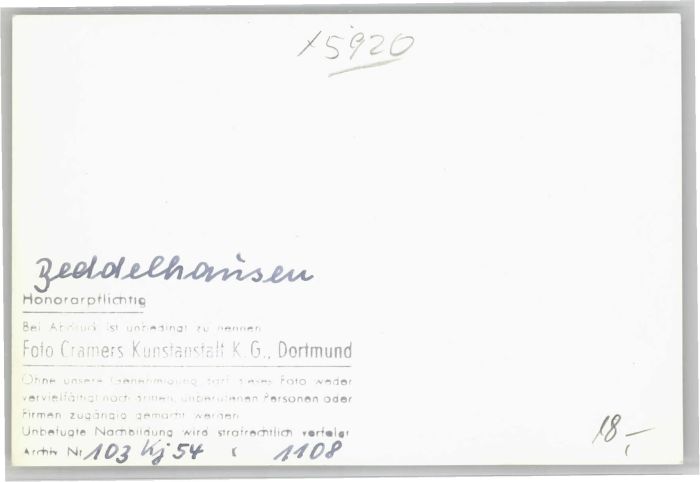 x5920
Zeddelhausen
Honorarpflichtig
Bei Abdruck ist unbedingt zu nennen
Foto Cramers Kunstanstalt K.G., Dortmund
Ohne unsere Genehmigung darf dieses Foto weder
vervielfältigt noch dritten, unberufenen Personen oder
Firmen zugängig gemacht werden
Unbefugte Nachbildung wird strafrechtlich verfolgt
Archiv Nr 103 Kj 54 1108
18,-